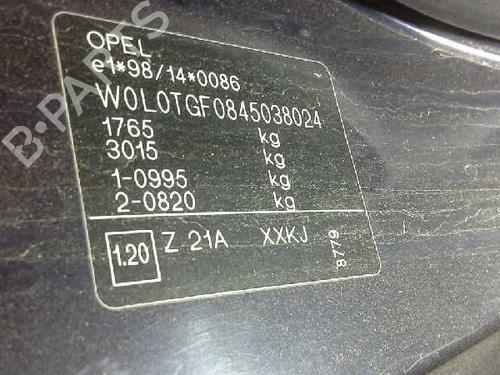 OPEL
e1*98/14*0086
W0L0TGF0845038024
1765 kg
3015 kg
1-0995 kg
2-0820 kg
1.20 Z 21A XXKJ 8779
B-PARTS